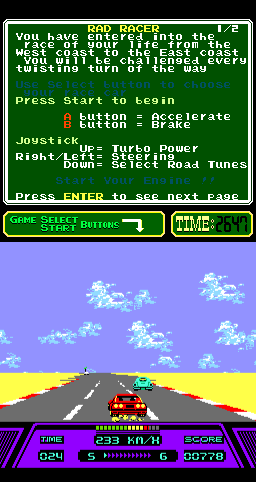 RAD RACER 1/2
You have entered into the
race of your life from the
West coast to the East coast
You will be challenged every
twisting turn of the way
Use Select button to choose
your race car
Press Start to begin
A button = Accelerate
B button = Brake
Joystick
Up= Turbo Power
Right/Left= Steering
Down= Select Road Tunes
Start Your Engine !!
Press ENTER to see next page
GAME SELECT
START BUTTONS
TIME: 2647
TIME 233 KM/H SCORE
024 S 6 00778